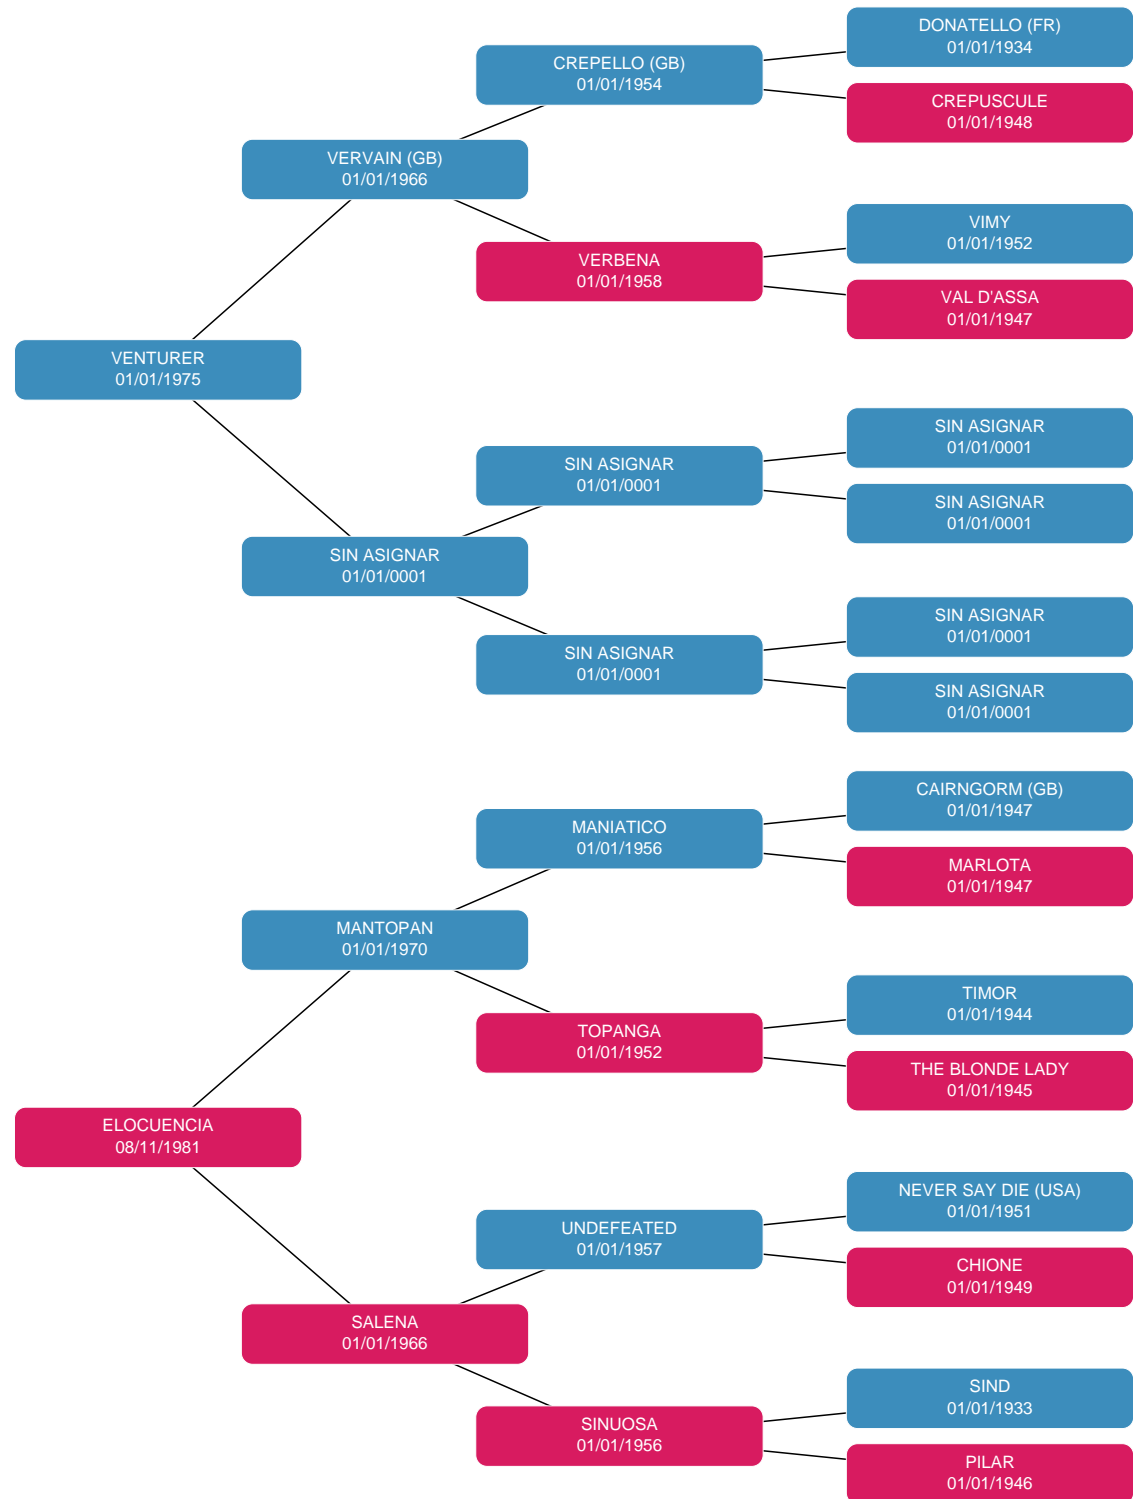 DONATELLO (FR)
01/01/1934
CREPELLO (GB)
01/01/1954
CREPUSCULE
01/01/1948
VERVAIN (GB)
01/01/1966
VIMY
01/01/1952
VERBENA
01/01/1958
VAL D'ASSA
01/01/1947
VENTURER
01/01/1975
SIN ASIGNAR
01/01/0001
SIN ASIGNAR
01/01/0001
SIN ASIGNAR
01/01/0001
SIN ASIGNAR
01/01/0001
SIN ASIGNAR
01/01/0001
SIN ASIGNAR
01/01/0001
SIN ASIGNAR
01/01/0001
CAIRNGORM (GB)
01/01/1947
MANIATICO
01/01/1956
MARLOTA
01/01/1947
MANTOPAN
01/01/1970
TIMOR
01/01/1944
TOPANGA
01/01/1952
THE BLONDE LADY
01/01/1945
ELOCUENCIA
08/11/1981
NEVER SAY DIE (USA)
01/01/1951
UNDEFEATED
01/01/1957
CHIONE
01/01/1949
SALENA
01/01/1966
SIND
01/01/1933
SINUOSA
01/01/1956
PILAR
01/01/1946